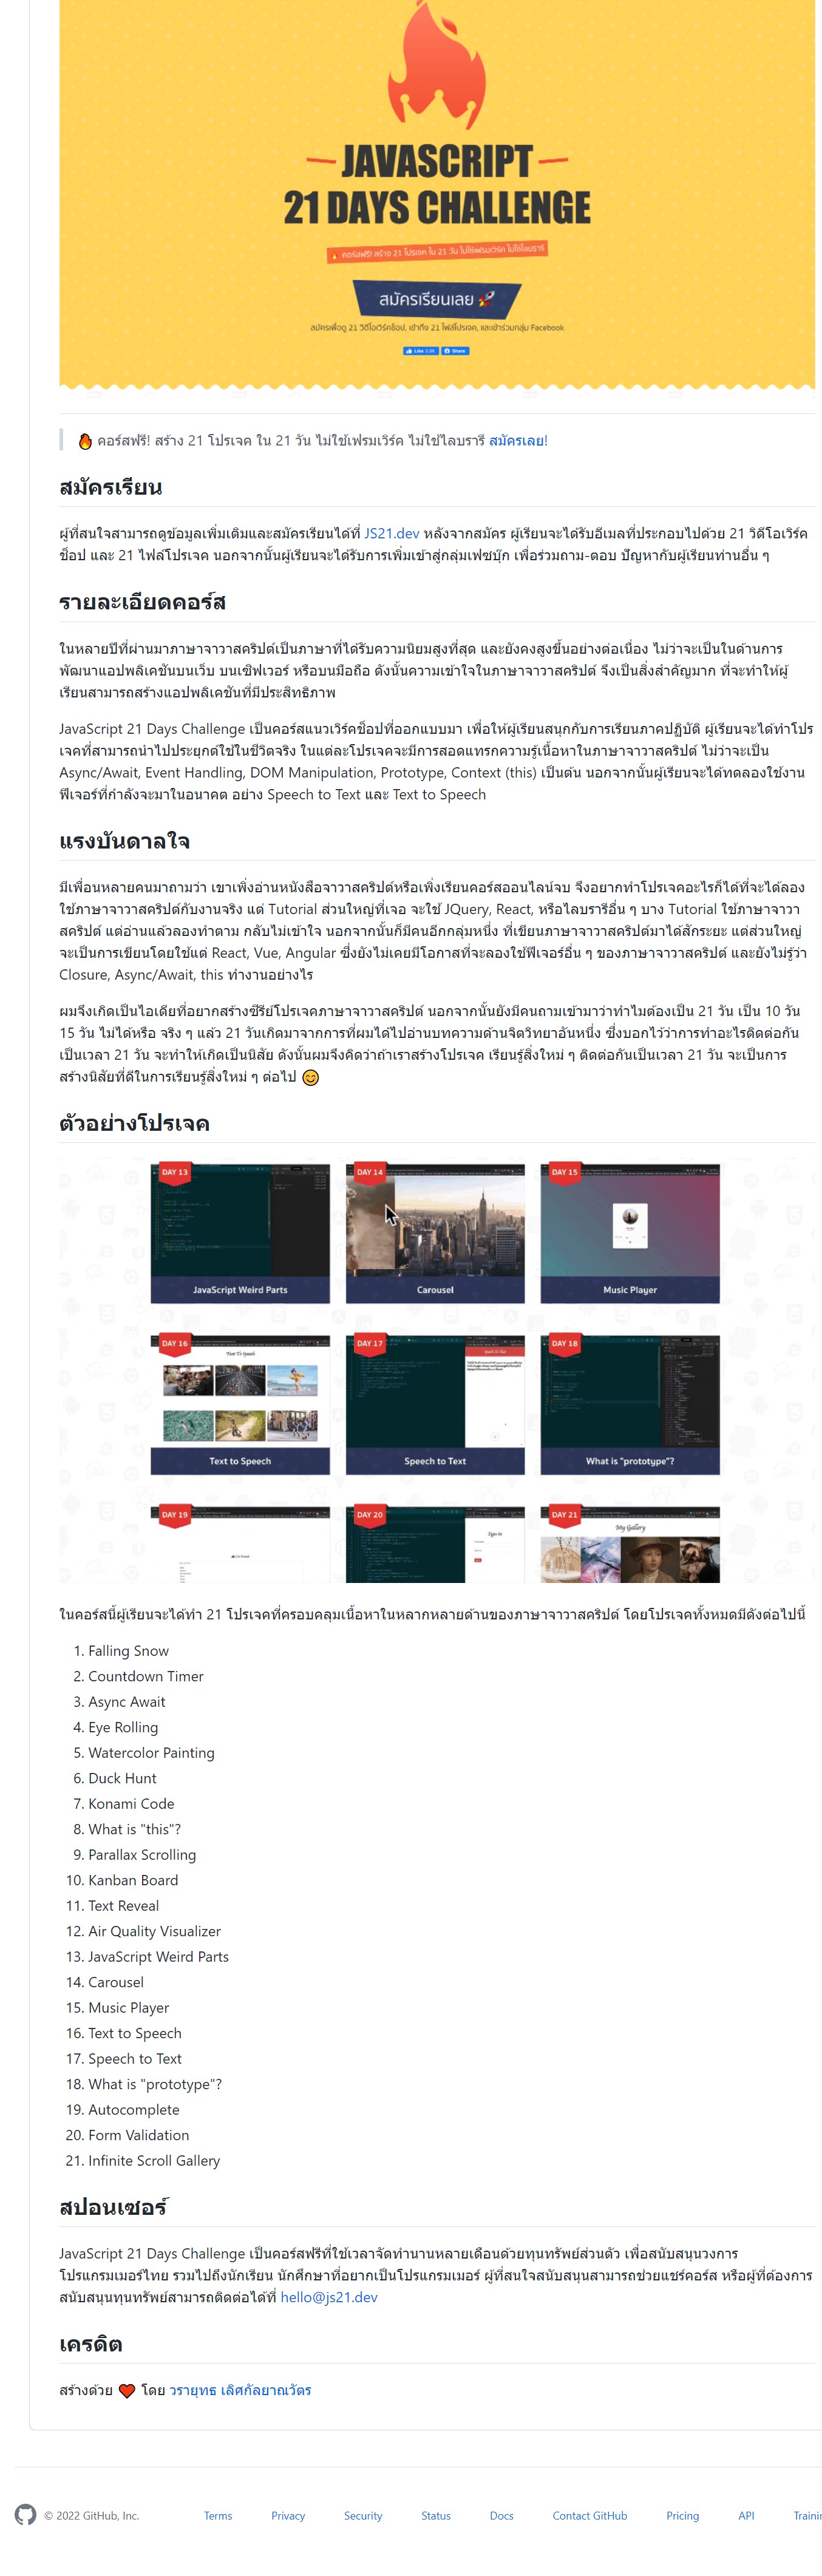 JAVASCRIPT
21 DAYS CHALLENGE
🔥 คอร์สฟรี! สร้าง 21 โปรเจค ใน 21 วัน ไม่ใช้เฟรมเวิร์ค ไม่ใช้ไลบรารี
สมัครเรียนเลย 🚀
สมัครเพื่อดู 21 วิดีโอเวิร์คช็อป, เข้าถึง 21 ไฟล์โปรเจค, และเข้าร่วมกลุ่ม Facebook
Like Share
🔥 คอร์สฟรี! สร้าง 21 โปรเจค ใน 21 วัน ไม่ใช้เฟรมเวิร์ค ไม่ใช้ไลบรารี สมัครเลย!
สมัครเรียน
ผู้ที่สนใจสามารถดูข้อมูลเพิ่มเติมและสมัครเรียนได้ที่ JS21.dev หลังจากสมัคร ผู้เรียนจะได้รับอีเมลที่ประกอบไปด้วย 21 วิดีโอเวิร์ค
ช็อป และ 21 ไฟล์โปรเจค นอกจากนั้นผู้เรียนจะได้รับการเพิ่มเข้าสู่กลุ่มเฟซบุ๊ก เพื่อร่วมถาม-ตอบ ปัญหากับผู้เรียนท่านอื่น ๆ
รายละเอียดคอร์ส
ในหลายปีที่ผ่านมาภาษาจาวาสคริปต์เป็นภาษาที่ได้รับความนิยมสูงที่สุด และยังคงสูงขึ้นอย่างต่อเนื่อง ไม่ว่าจะเป็นในด้านการ
พัฒนาแอปพลิเคชันบนเว็บ บนเซิฟเวอร์ หรือบนมือถือ ดังนั้นความเข้าใจในภาษาจาวาสคริปต์ จึงเป็นสิ่งสำคัญมาก ที่จะทำให้ผู้
เรียนสามารถสร้างแอปพลิเคชันที่มีประสิทธิภาพ
JavaScript 21 Days Challenge เป็นคอร์สแนวเวิร์คช็อปที่ออกแบบมา เพื่อให้ผู้เรียนสนุกกับการเรียนภาคปฏิบัติ ผู้เรียนจะได้ทำโปร
เจคที่สามารถนำไปประยุกต์ใช้ในชีวิตจริง ในแต่ละโปรเจคจะมีการสอดแทรกความรู้เนื้อหาในภาษาจาวาสคริปต์ ไม่ว่าจะเป็น
Async/Await, Event Handling, DOM Manipulation, Prototype, Context (this) เป็นต้น นอกจากนั้นผู้เรียนจะได้ทดลองใช้งาน
ฟีเจอร์ที่กำลังจะมาในอนาคต อย่าง Speech to Text และ Text to Speech
แรงบันดาลใจ
มีเพื่อนหลายคนมาถามว่า เขาเพิ่งอ่านหนังสือจาวาสคริปต์หรือเพิ่งเรียนคอร์สออนไลน์จบ จึงอยากทำโปรเจคอะไรก็ได้ที่จะได้ลอง
ใช้ภาษาจาวาสคริปต์กับงานจริง แต่ Tutorial ส่วนใหญ่ที่เจอ จะใช้ JQuery, React, หรือไลบรารีอื่น ๆ บาง Tutorial ใช้ภาษาจาวา
สคริปต์ แต่อ่านแล้วลองทำตาม กลับไม่เข้าใจ นอกจากนั้นก็มีคนอีกกลุ่มหนึ่ง ที่เขียนภาษาจาวาสคริปต์มาได้สักระยะ แต่ส่วนใหญ่
จะเป็นการเขียนโดยใช้แต่ React, Vue, Angular ซึ่งยังไม่เคยมีโอกาสที่จะลองใช้ฟีเจอร์อื่น ๆ ของภาษาจาวาสคริปต์ และยังไม่รู้ว่า
Closure, Async/Await, this ทำงานอย่างไร
ผมจึงเกิดเป็นไอเดียที่อยากสร้างซีรีย์โปรเจคภาษาจาวาสคริปต์ นอกจากนั้นยังมีคนถามเข้ามาว่าทำไมต้องเป็น 21 วัน เป็น 10 วัน
15 วัน ไม่ได้หรือ จริง ๆ แล้ว 21 วันเกิดมาจากการที่ผมได้ไปอ่านบทความด้านจิตวิทยาอันหนึ่ง ซึ่งบอกไว้ว่าการทำอะไรติดต่อกัน
เป็นเวลา 21 วัน จะทำให้เกิดเป็นนิสัย ดังนั้นผมจึงคิดว่าถ้าเราสร้างโปรเจค เรียนรู้สิ่งใหม่ ๆ ติดต่อกันเป็นเวลา 21 วัน จะเป็นการ
สร้างนิสัยที่ดีในการเรียนรู้สิ่งใหม่ ๆ ต่อไป 😊
ตัวอย่างโปรเจค
DAY 13 DAY 14 DAY 15
JavaScript Weird Parts Carousel Music Player
DAY 16 DAY 17 DAY 18
Text To Speech
Text to Speech Speech to Text What is "prototype"?
DAY 19 DAY 20 DAY 21
Sign in My Gallery
ในคอร์สนี้ผู้เรียนจะได้ทำ 21 โปรเจคที่ครอบคลุมเนื้อหาในหลากหลายด้านของภาษาจาวาสคริปต์ โดยโปรเจคทั้งหมดมีดังต่อไปนี้
1. Falling Snow
2. Countdown Timer
3. Async Await
4. Eye Rolling
5. Watercolor Painting
6. Duck Hunt
7. Konami Code
8. What is "this"?
9. Parallax Scrolling
10. Kanban Board
11. Text Reveal
12. Air Quality Visualizer
13. JavaScript Weird Parts
14. Carousel
15. Music Player
16. Text to Speech
17. Speech to Text
18. What is "prototype"?
19. Autocomplete
20. Form Validation
21. Infinite Scroll Gallery
สปอนเซอร์
JavaScript 21 Days Challenge เป็นคอร์สฟรีที่ใช้เวลาจัดทำนานหลายเดือนด้วยทุนทรัพย์ส่วนตัว เพื่อสนับสนุนวงการ
โปรแกรมเมอร์ไทย รวมไปถึงนักเรียน นักศึกษาที่อยากเป็นโปรแกรมเมอร์ ผู้ที่สนใจสนับสนุนสามารถช่วยแชร์คอร์ส หรือผู้ที่ต้องการ
สนับสนุนทุนทรัพย์สามารถติดต่อได้ที่ hello@js21.dev
เครดิต
สร้างด้วย ❤️ โดย วรายุทธ เลิศกัลยาณวัตร
© 2022 GitHub, Inc. Terms Privacy Security Status Docs Contact GitHub Pricing API Trainin